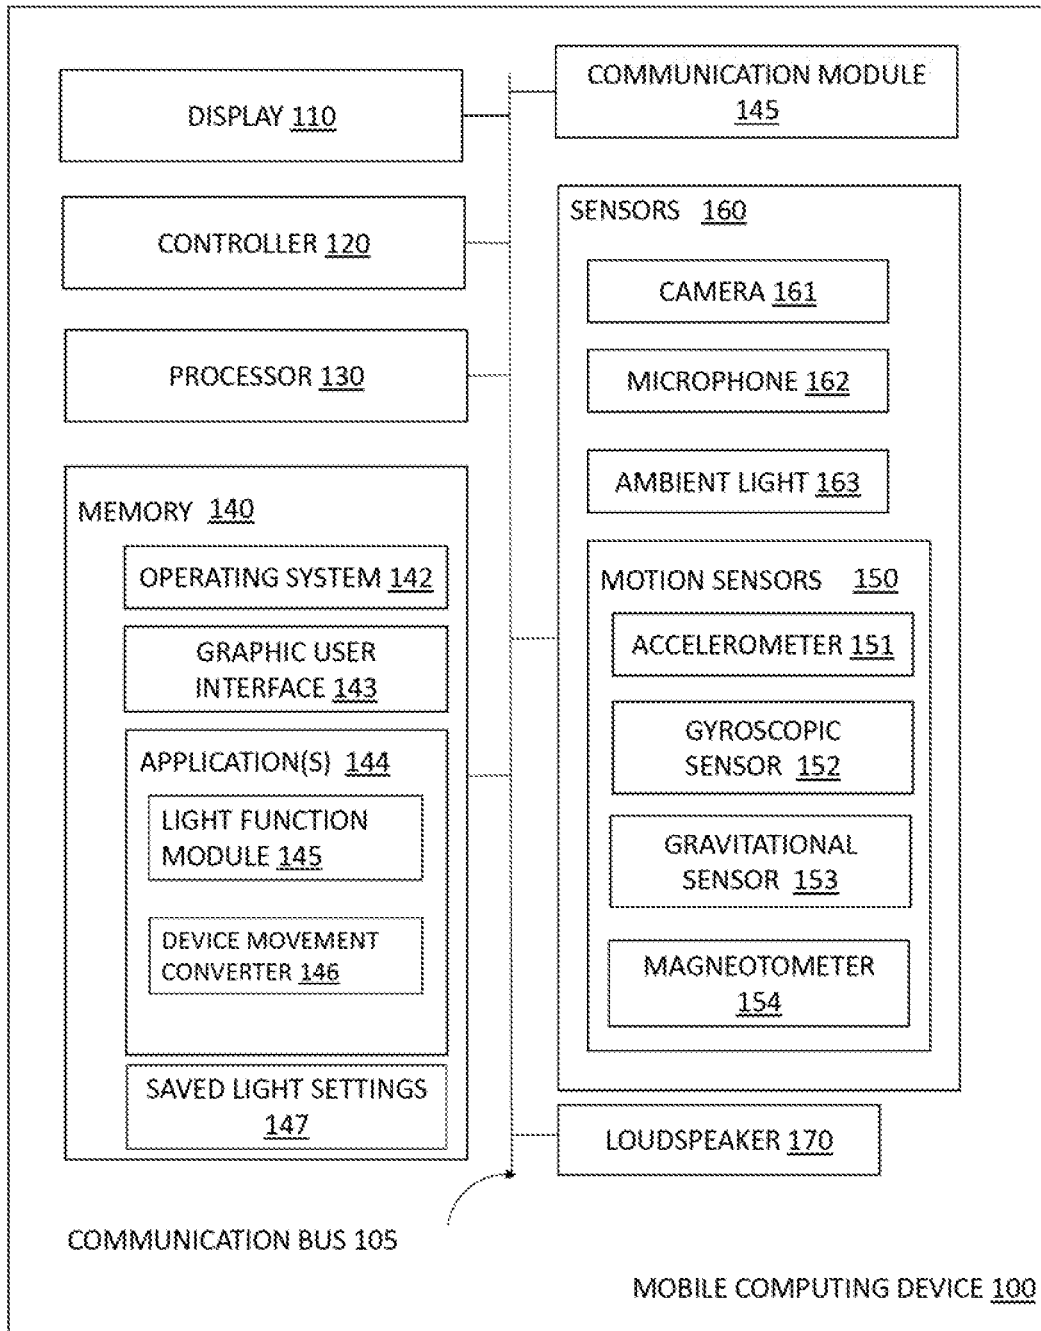 DISPLAY 110
CONTROLLER 120
PROCESSOR 130
MEMORY 140
OPERATING SYSTEM 142
GRAPHIC USER
INTERFACE 143
APPLICATION(S) 144
LIGHT FUNCTION
MODULE 145
DEVICE MOVEMENT
CONVERTER 146
SAVED LIGHT SETTINGS
147
COMMUNICATION BUS 105
COMMUNICATION MODULE
145
SENSORS 160
CAMERA 161
MICROPHONE 162
AMBIENT LIGHT 163
MOTION SENSORS 150
ACCELEROMETER 151
GYROSCOPIC
SENSOR 152
GRAVITATIONAL
SENSOR 153
MAGNEOTOMETER
154
LOUDSPEAKER 170
MOBILE COMPUTING DEVICE 100